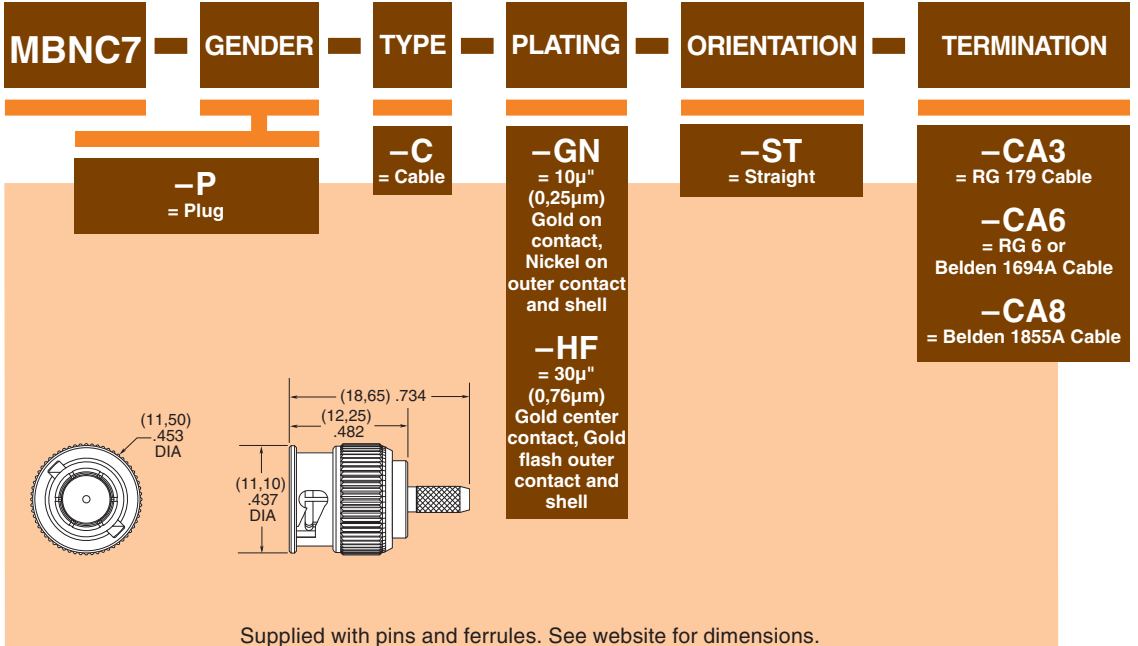 MBNC7
GENDER
TYPE
PLATING
ORIENTATION
TERMINATION
–P
= Plug
–C
= Cable
–GN
= 10µ"
(0,25µm)
Gold on
contact,
Nickel on
outer contact
and shell
–HF
= 30µ"
(0,76µm)
Gold center
contact, Gold
flash outer
contact and
shell
–ST
= Straight
–CA3
= RG 179 Cable
–CA6
= RG 6 or
Belden 1694A Cable
–CA8
= Belden 1855A Cable
(11,50)
.453
DIA
(18,65) .734
(12,25)
.482
(11,10)
.437
DIA
Supplied with pins and ferrules. See website for dimensions.